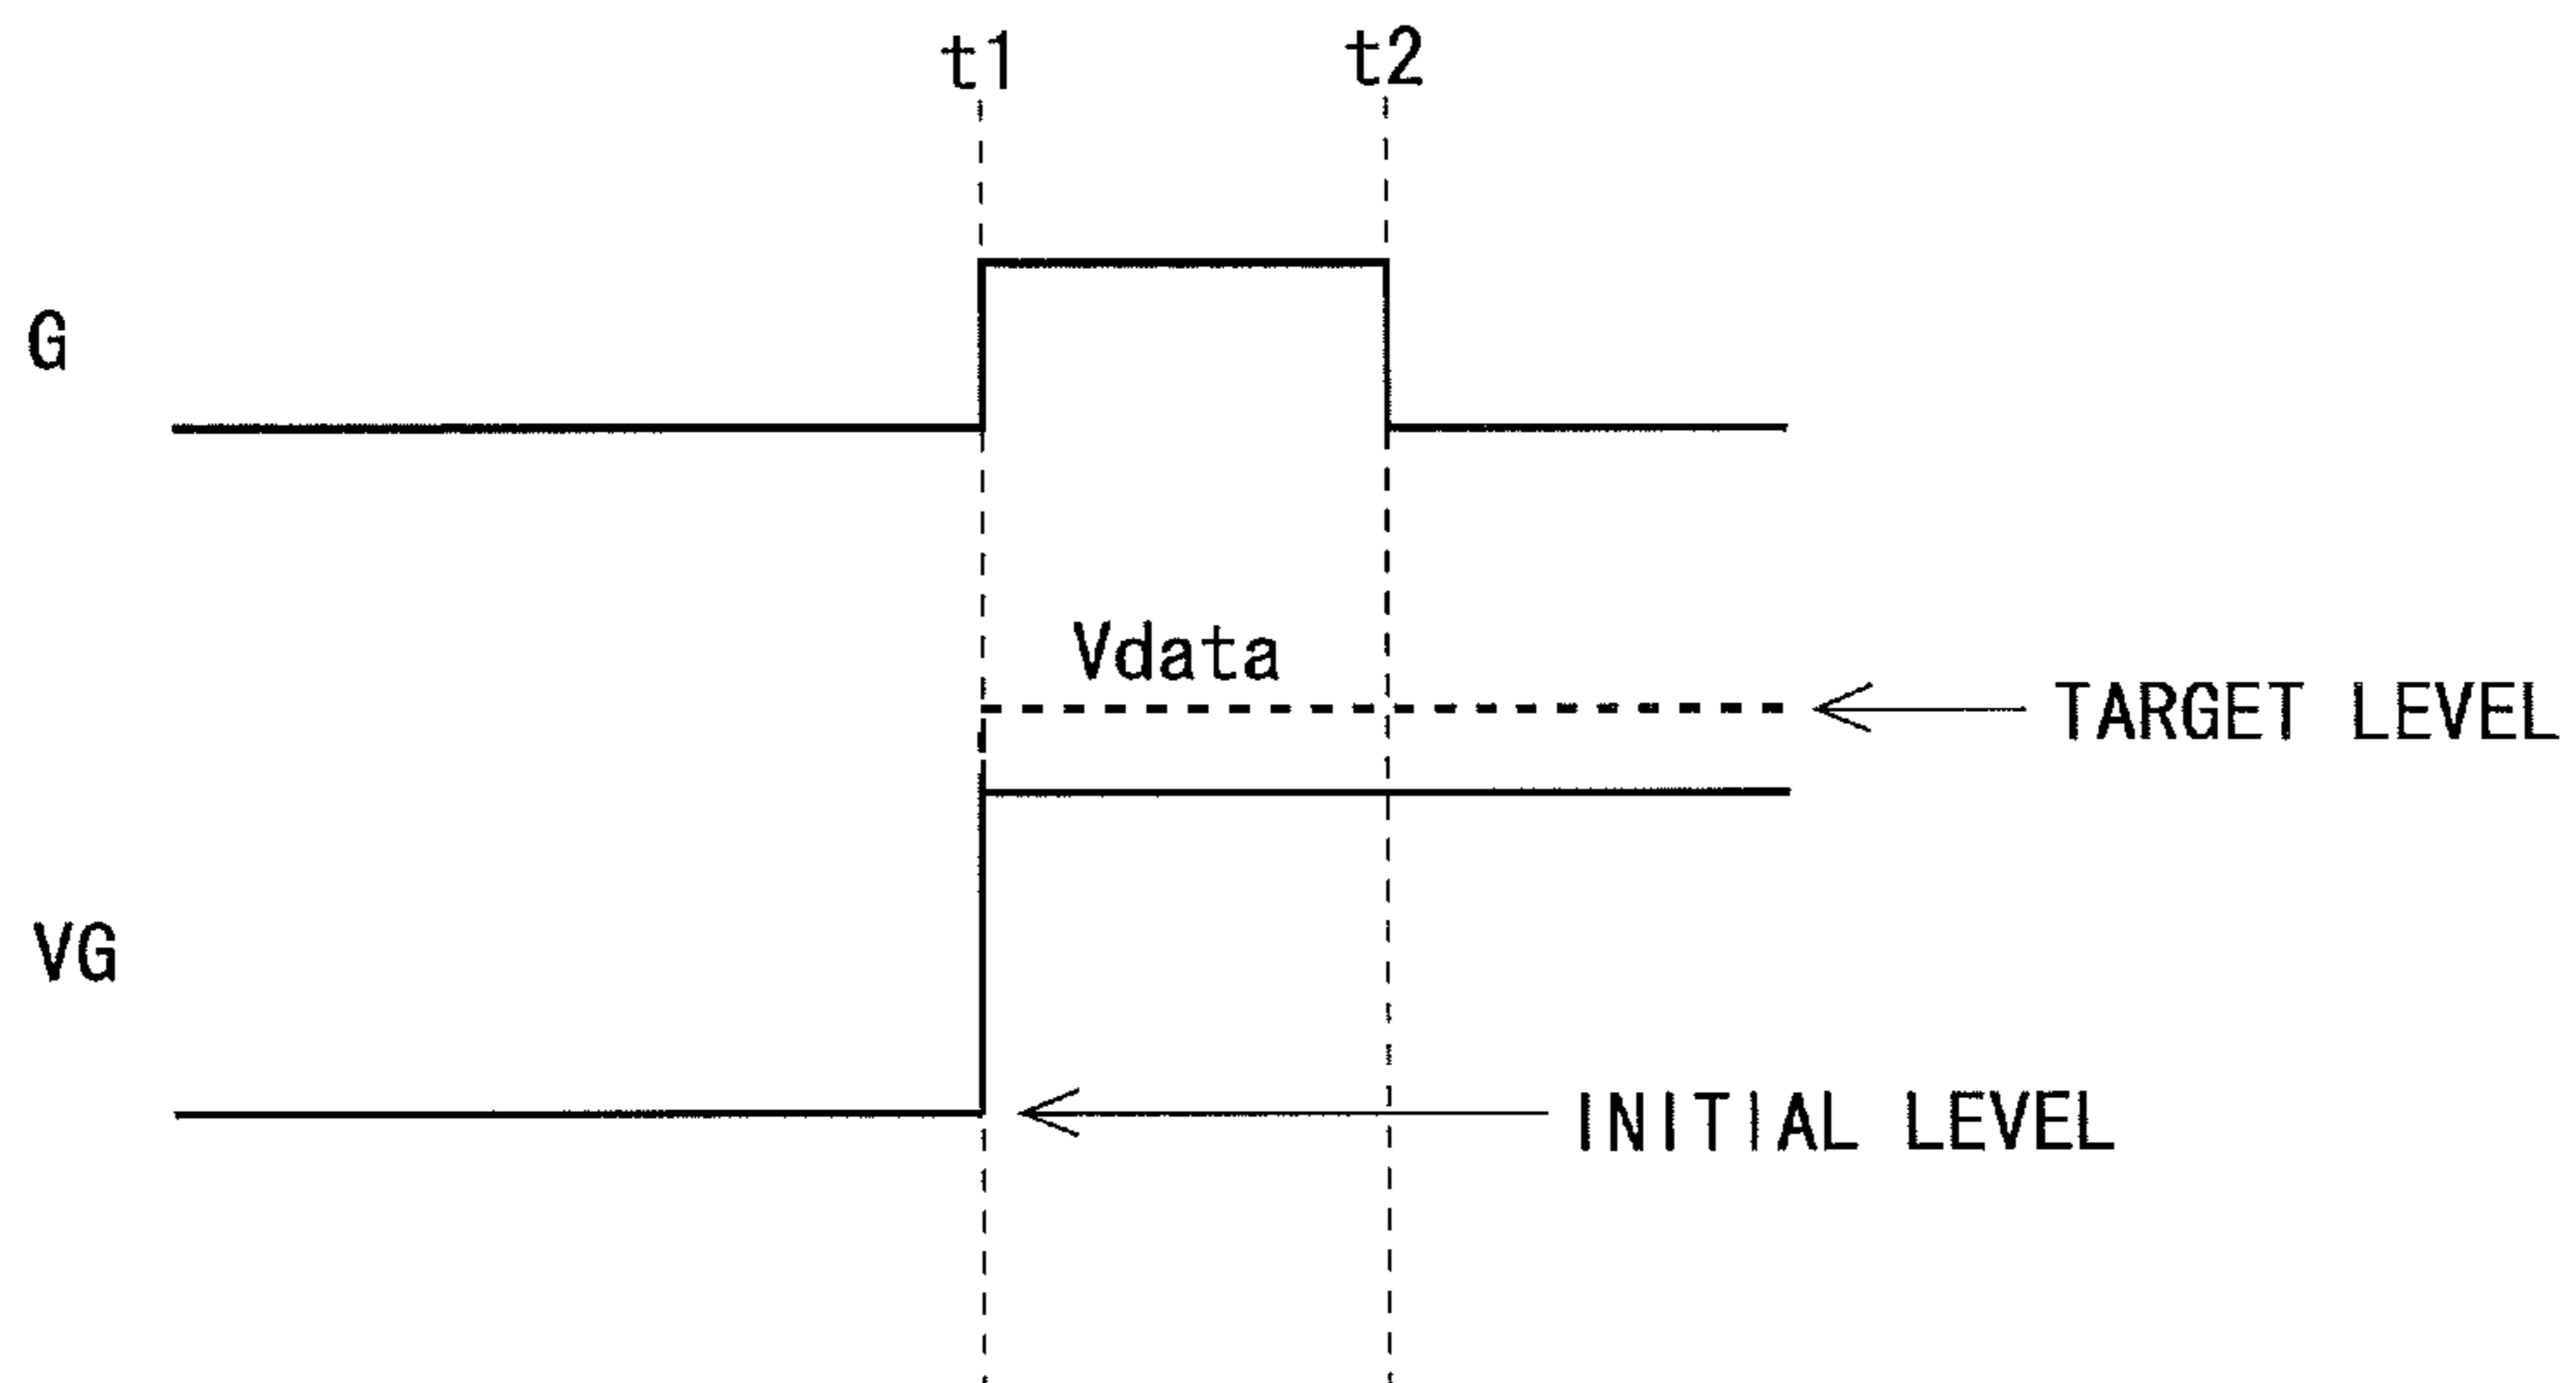 t1
t2
G
Vdata
TARGET LEVEL
VG
INITIAL LEVEL